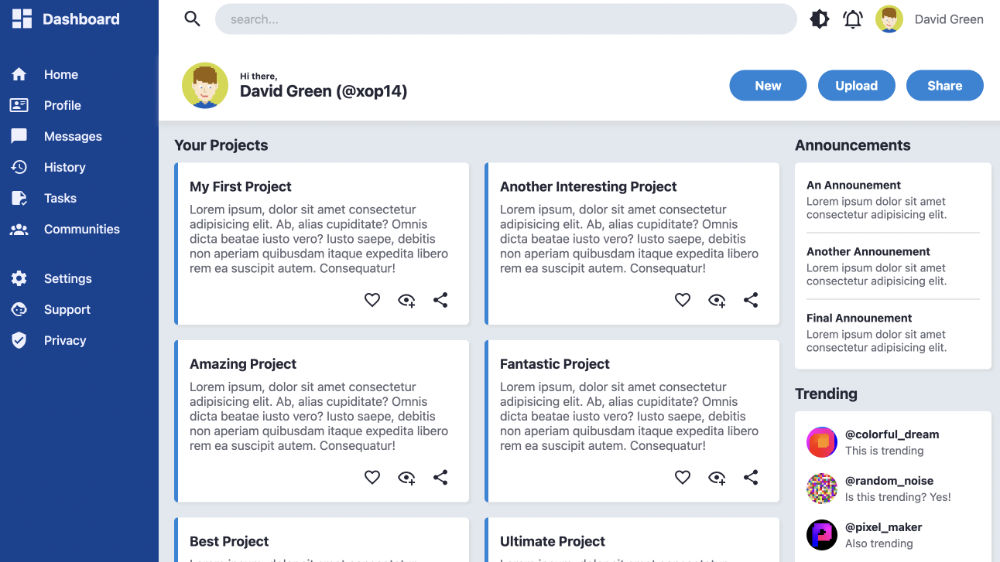 Dashboard
Home
Profile
Messages
History
Tasks
Communities
Settings
Support
Privacy
search...
David Green
Hi there,
David Green (@xop14)
New
Upload
Share
Your Projects
My First Project
Lorem ipsum, dolor sit amet consectetur
adipisicing elit. Ab, alias cupiditate? Omnis
dicta beatae iusto vero? Iusto saepe, debitis
non aperiam quibusdam itaque expedita libero
rem ea suscipit autem. Consequatur!
Another Interesting Project
Lorem ipsum, dolor sit amet consectetur
adipisicing elit. Ab, alias cupiditate? Omnis
dicta beatae iusto vero? Iusto saepe, debitis
non aperiam quibusdam itaque expedita libero
rem ea suscipit autem. Consequatur!
Amazing Project
Lorem ipsum, dolor sit amet consectetur
adipisicing elit. Ab, alias cupiditate? Omnis
dicta beatae iusto vero? Iusto saepe, debitis
non aperiam quibusdam itaque expedita libero
rem ea suscipit autem. Consequatur!
Fantastic Project
Lorem ipsum, dolor sit amet consectetur
adipisicing elit. Ab, alias cupiditate? Omnis
dicta beatae iusto vero? Iusto saepe, debitis
non aperiam quibusdam itaque expedita libero
rem ea suscipit autem. Consequatur!
Best Project
Ultimate Project
Announcements
An Announement
Lorem ipsum dolor sit amet
consectetur adipisicing elit.
Another Announement
Lorem ipsum dolor sit amet
consectetur adipisicing elit.
Final Announement
Lorem ipsum dolor sit amet
consectetur adipisicing elit.
Trending
@colorful_dream
This is trending
@random_noise
Is this trending? Yes!
@pixel_maker
Also trending